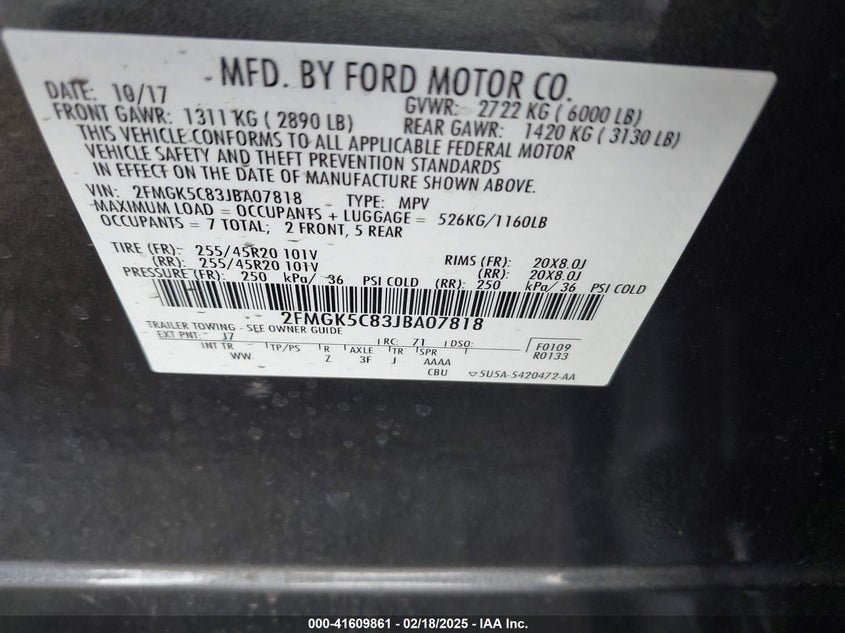 MFD. BY FORD MOTOR CO.
DATE: 10/17 GVWR: 2722 KG ( 6000 LB)
FRONT GAWR: 1311 KG ( 2890 LB) REAR GAWR: 1420 KG ( 3130 LB)
THIS VEHICLE CONFORMS TO ALL APPLICABLE FEDERAL MOTOR
VEHICLE SAFETY AND THEFT PREVENTION STANDARDS
IN EFFECT ON THE DATE OF MANUFACTURE SHOWN ABOVE.
VIN: 2FMGK5C83JBA07818 TYPE: MPV
MAXIMUM LOAD = OCCUPANTS + LUGGAGE = 526KG/1160LB
OCCUPANTS = 7 TOTAL; 2 FRONT, 5 REAR
TIRE (FR): 255/45R20 101V RIMS (FR): 20X8.0J
(RR): 255/45R20 101V (RR): 20X8.0J
PRESSURE (FR): 250 kPa/ 36 PSI COLD (RR): 250 kPa/ 36 PSI COLD
2FMGK5C83JBA07818
TRAILER TOWING - SEE OWNER GUIDE
EXT PNT: J7 RC: 71 DSO: F0109
INT TR TP/PS R AXLE TR SPR R0133
WW Z 3F J AAAA
CBU 5U5A-5420472-AA
000-41609861 - 02/18/2025 - IAA Inc.